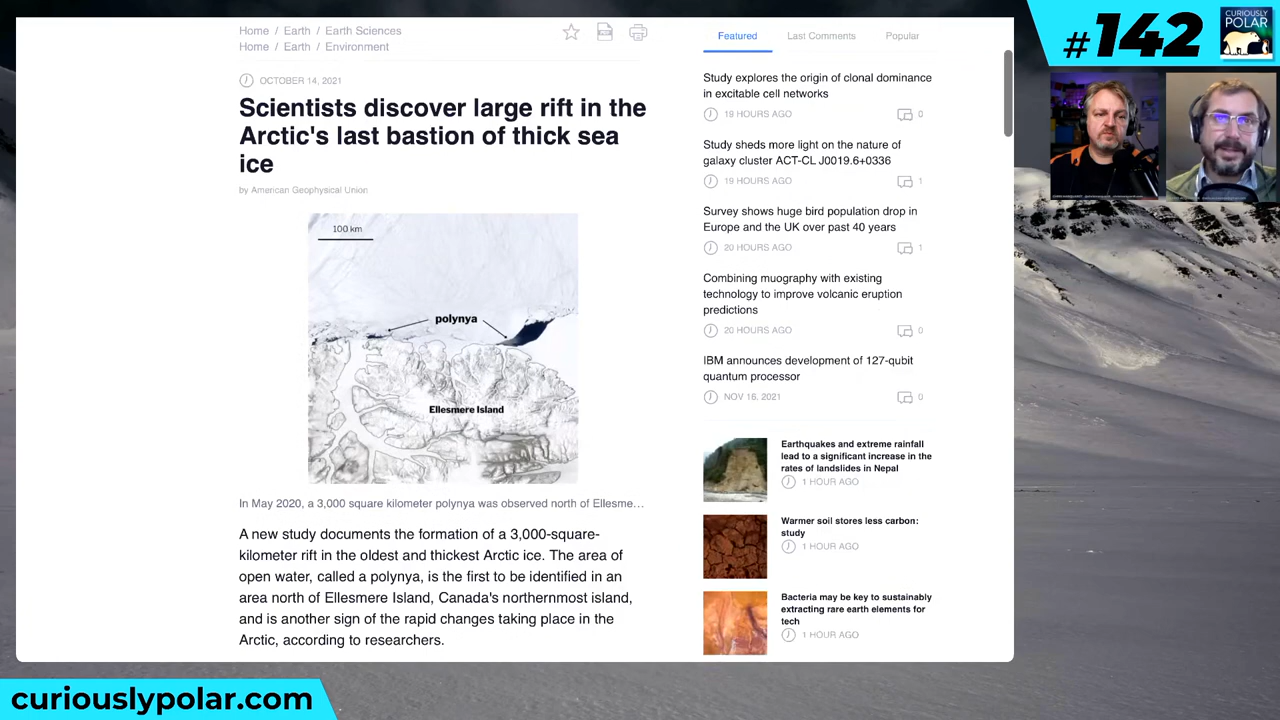 Home / Earth / Earth Sciences
Home / Earth / Environment
OCTOBER 14, 2021
Scientists discover large rift in the
Arctic's last bastion of thick sea
ice
by American Geophysical Union
100 km
polynya
Ellesmere Island
In May 2020, a 3,000 square kilometer polynya was observed north of Ellesme…
A new study documents the formation of a 3,000-square-
kilometer rift in the oldest and thickest Arctic ice. The area of
open water, called a polynya, is the first to be identified in an
area north of Ellesmere Island, Canada's northernmost island,
and is another sign of the rapid changes taking place in the
Arctic, according to researchers.
Featured Last Comments Popular
Study explores the origin of clonal dominance
in excitable cell networks
19 HOURS AGO 0
Study sheds more light on the nature of
galaxy cluster ACT-CL J0019.6+0336
19 HOURS AGO 1
Survey shows huge bird population drop in
Europe and the UK over past 40 years
20 HOURS AGO 1
Combining muography with existing
technology to improve volcanic eruption
predictions
20 HOURS AGO 0
IBM announces development of 127-qubit
quantum processor
NOV 16, 2021 0
Earthquakes and extreme rainfall
lead to a significant increase in the
rates of landslides in Nepal
1 HOUR AGO
Warmer soil stores less carbon:
study
1 HOUR AGO
Bacteria may be key to sustainably
extracting rare earth elements for
tech
1 HOUR AGO
#142
CURIOUSLY
POLAR
curiouslypolar.com